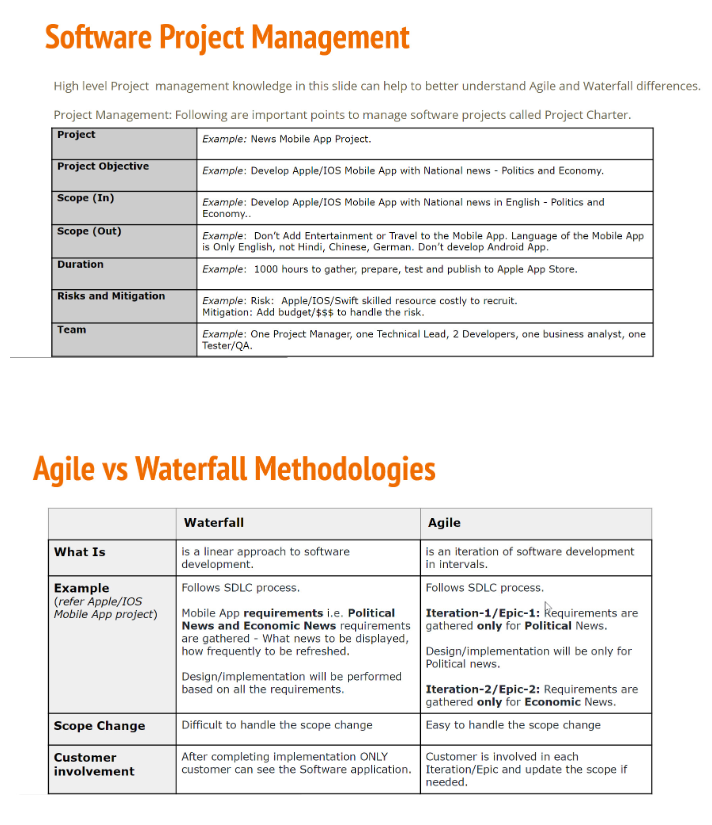 Software Project Management
High level Project management knowledge in this slide can help to better understand Agile and Waterfall differences.
Project Management: Following are important points to manage software projects called Project Charter.
Project
Example: News Mobile App Project.
Project Objective
Example: Develop Apple/IOS Mobile App with National news - Politics and Economy.
Scope (In)
Example: Develop Apple/IOS Mobile App with National news in English - Politics and
Economy..
Scope (Out)
Example: Don't Add Entertainment or Travel to the Mobile App. Language of the Mobile App
is Only English, not Hindi, Chinese, German. Don't develop Android App.
Duration
Example: 1000 hours to gather, prepare, test and publish to Apple App Store.
Risks and Mitigation
Example: Risk: Apple/IOS/Swift skilled resource costly to recruit.
Mitigation: Add budget/$$$ to handle the risk.
Team
Example: One Project Manager, one Technical Lead, 2 Developers, one business analyst, one
Tester/QA.
Agile vs Waterfall Methodologies
Waterfall
Agile
What Is
is a linear approach to software
development.
is an iteration of software development
in intervals.
Example
(refer Apple/IOS
Mobile App project)
Follows SDLC process.
Mobile App requirements i.e. Political
News and Economic News requirements
are gathered - What news to be displayed,
how frequently to be refreshed.
Design/implementation will be performed
based on all the requirements.
Follows SDLC process.
Iteration-1/Epic-1: Requirements are
gathered only for Political News.
Design/implementation will be only for
Political news.
Iteration-2/Epic-2: Requirements are
gathered only for Economic News.
Scope Change
Difficult to handle the scope change
Easy to handle the scope change
Customer
involvement
After completing implementation ONLY
customer can see the Software application.
Customer is involved in each
Iteration/Epic and update the scope if
needed.